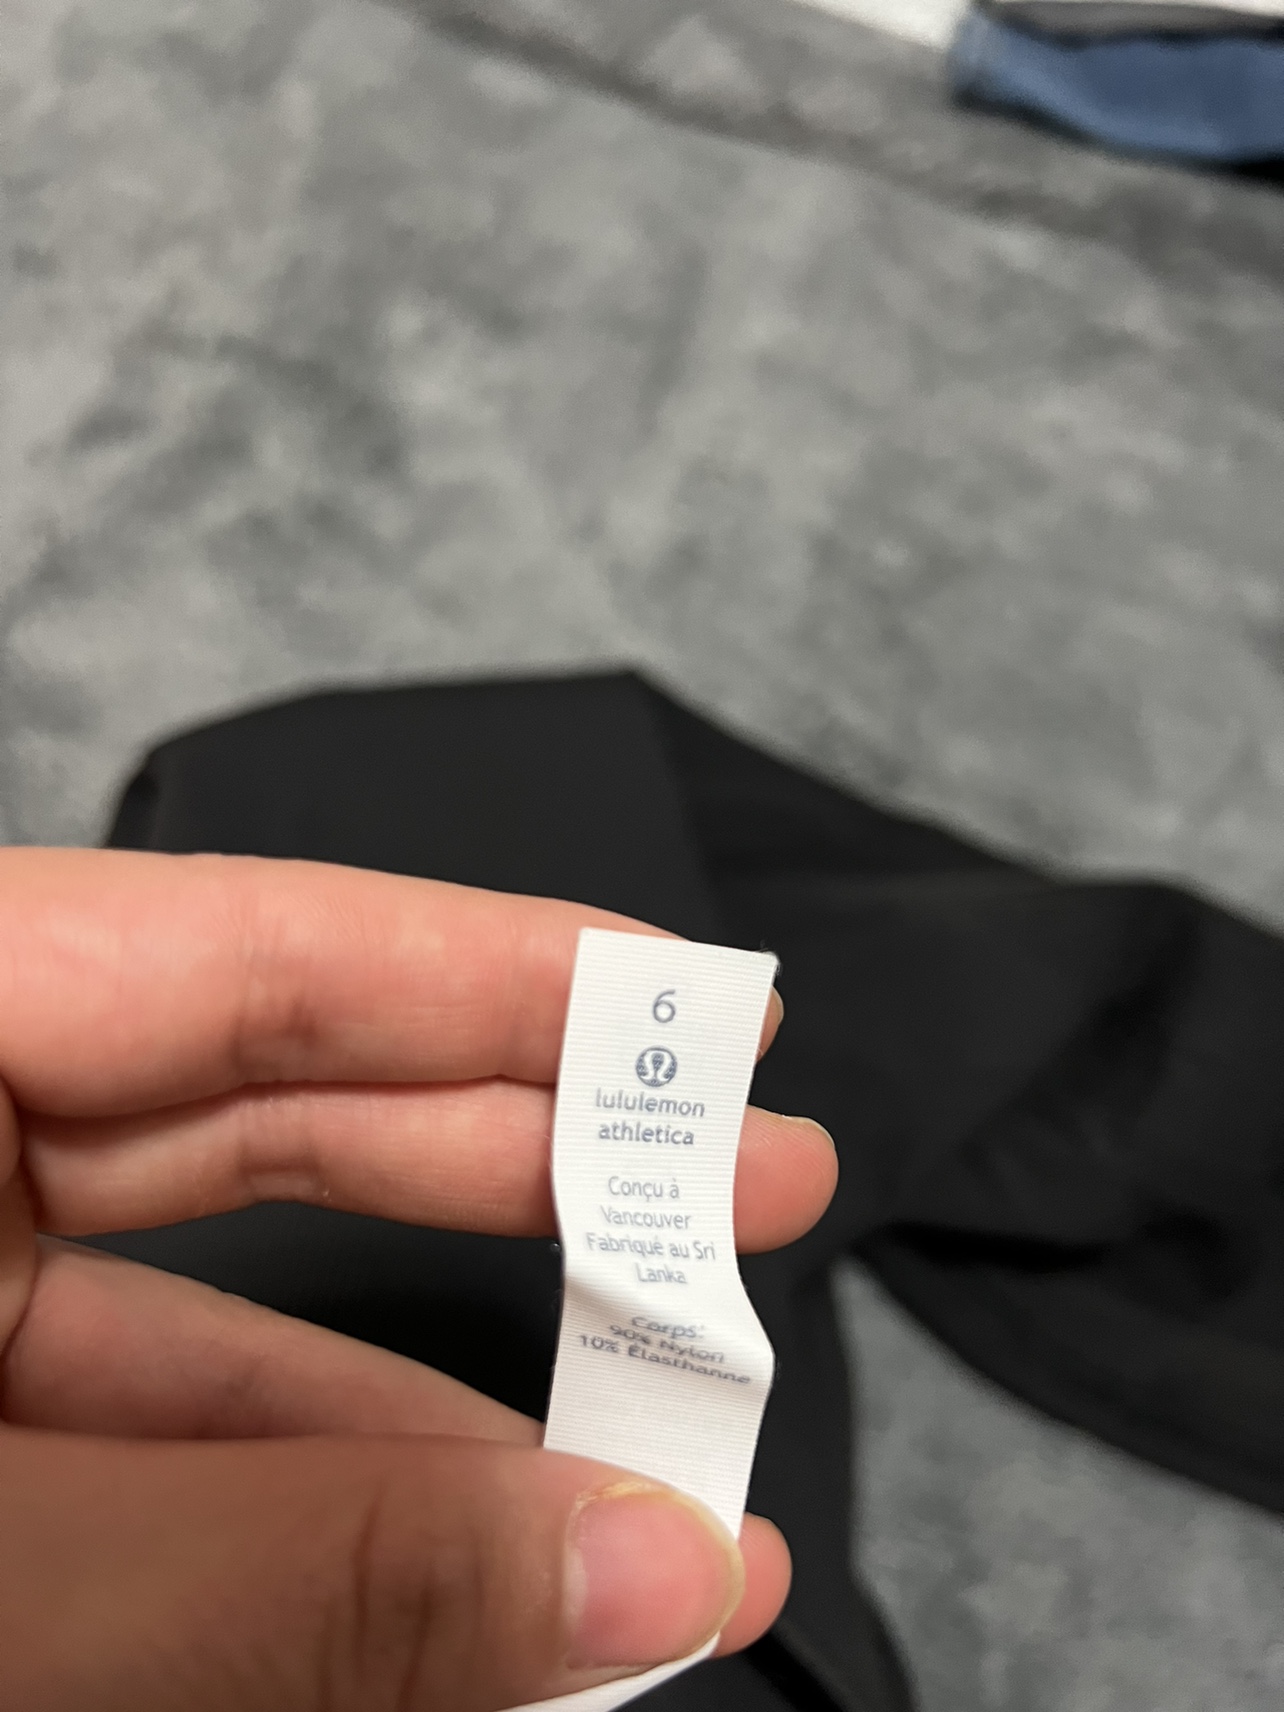 6
lululemon
athletica
Conçu à
Vancouver
Fabriqué au Sri
Lanka
Corps:
90% Nylon
10% Élasthanne